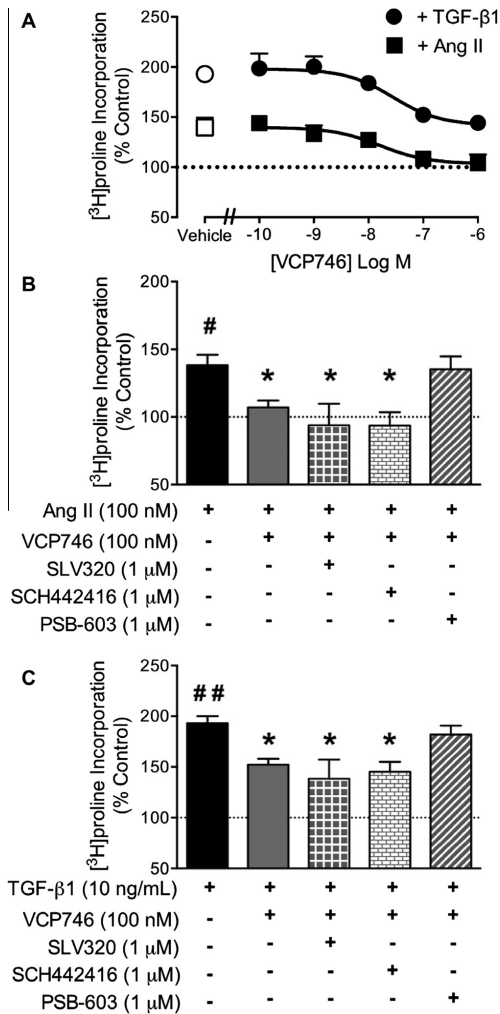 A
+ TGF-β1
+ Ang II
[³H]proline Incorporation
(% Control)
250
200
150
100
50
Vehicle
-10
-9
-8
-7
-6
[VCP746] Log M
B
[³H]proline Incorporation
(% Control)
200
150
100
50
#
*
*
*
Ang II (100 nM) + + + + +
VCP746 (100 nM) - + + + +
SLV320 (1 µM) - - + - -
SCH442416 (1 µM) - - - + -
PSB-603 (1 µM) - - - - +
C
[³H]proline Incorporation
(% Control)
250
200
150
100
50
# #
*
*
*
TGF-β1 (10 ng/mL) + + + + +
VCP746 (100 nM) - + + + +
SLV320 (1 µM) - - + - -
SCH442416 (1 µM) - - - + -
PSB-603 (1 µM) - - - - +